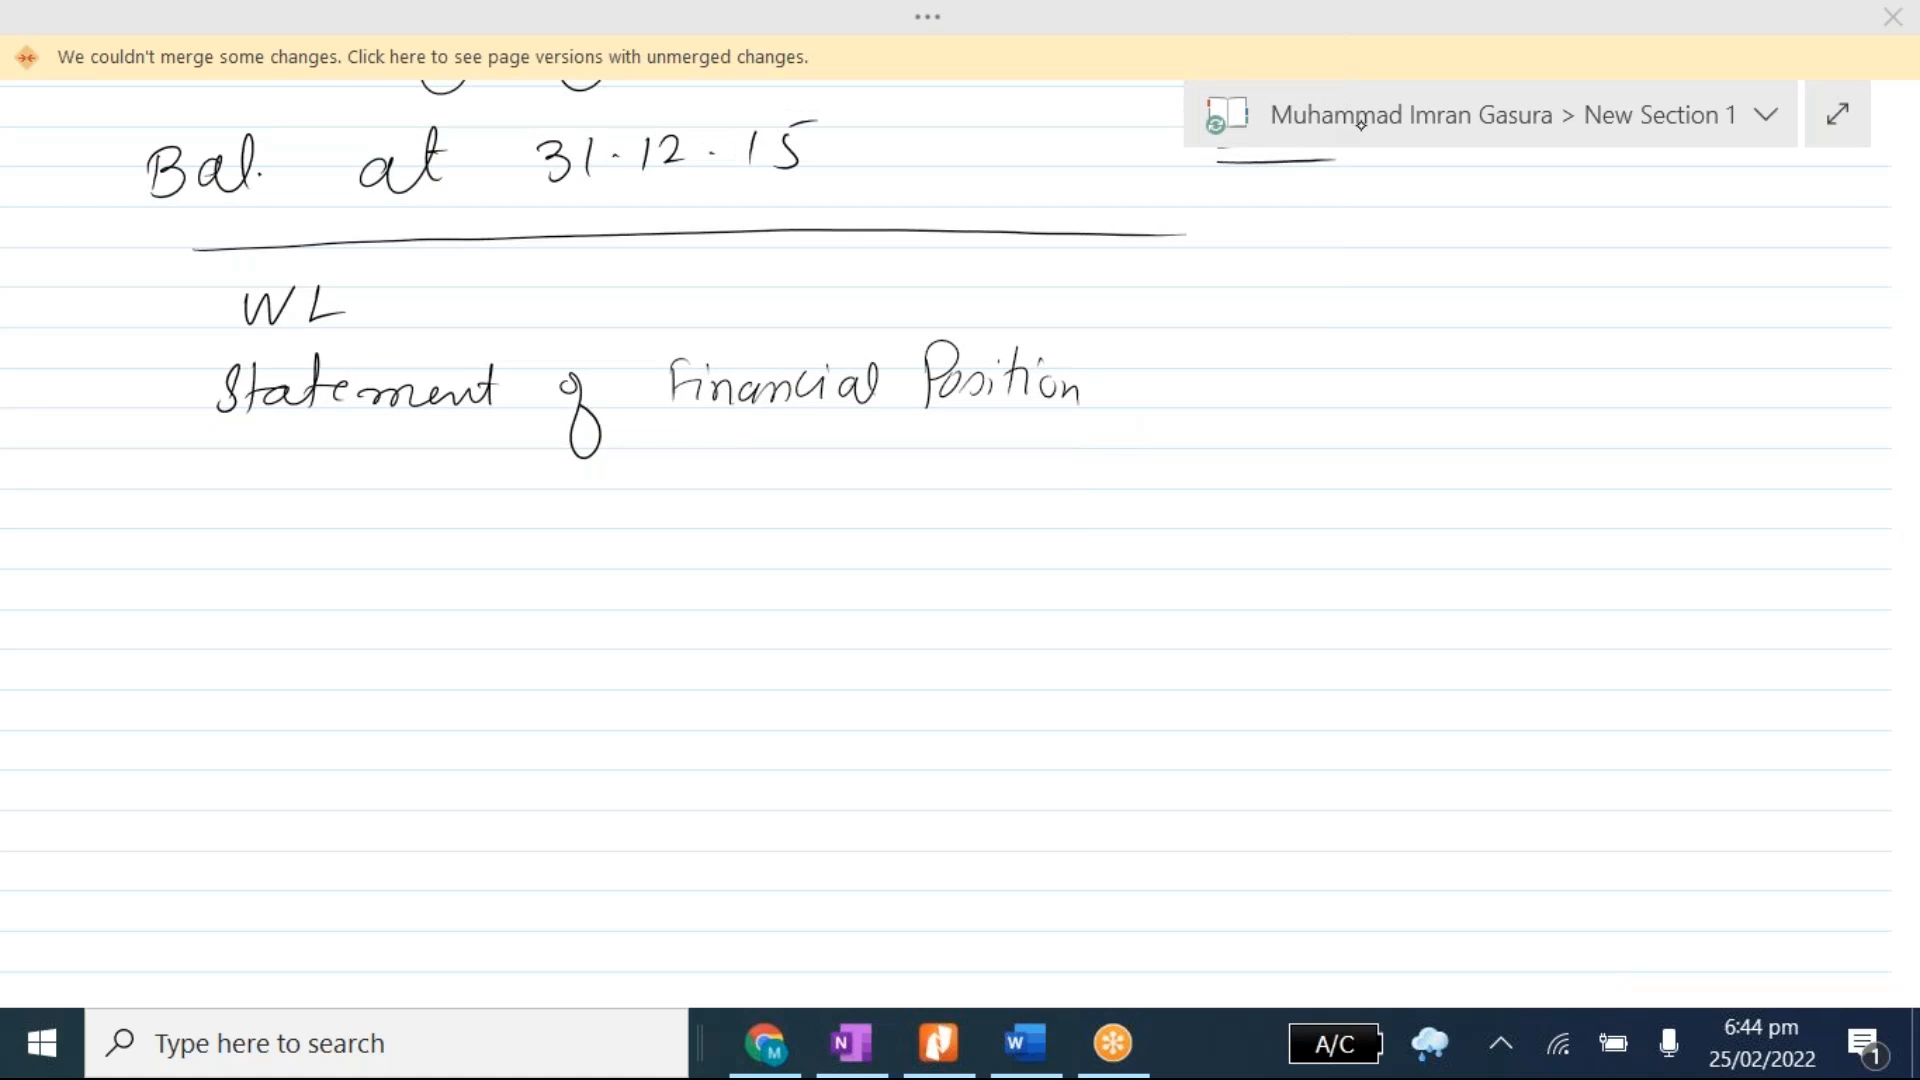 We couldn't merge some changes. Click here to see page versions with unmerged changes.
Muhammad Imran Gasura > New Section 1
Bal. at 31.12.15
WL
Statement of Financial Position
Type here to search
A/C
6:44 pm
25/02/2022
1